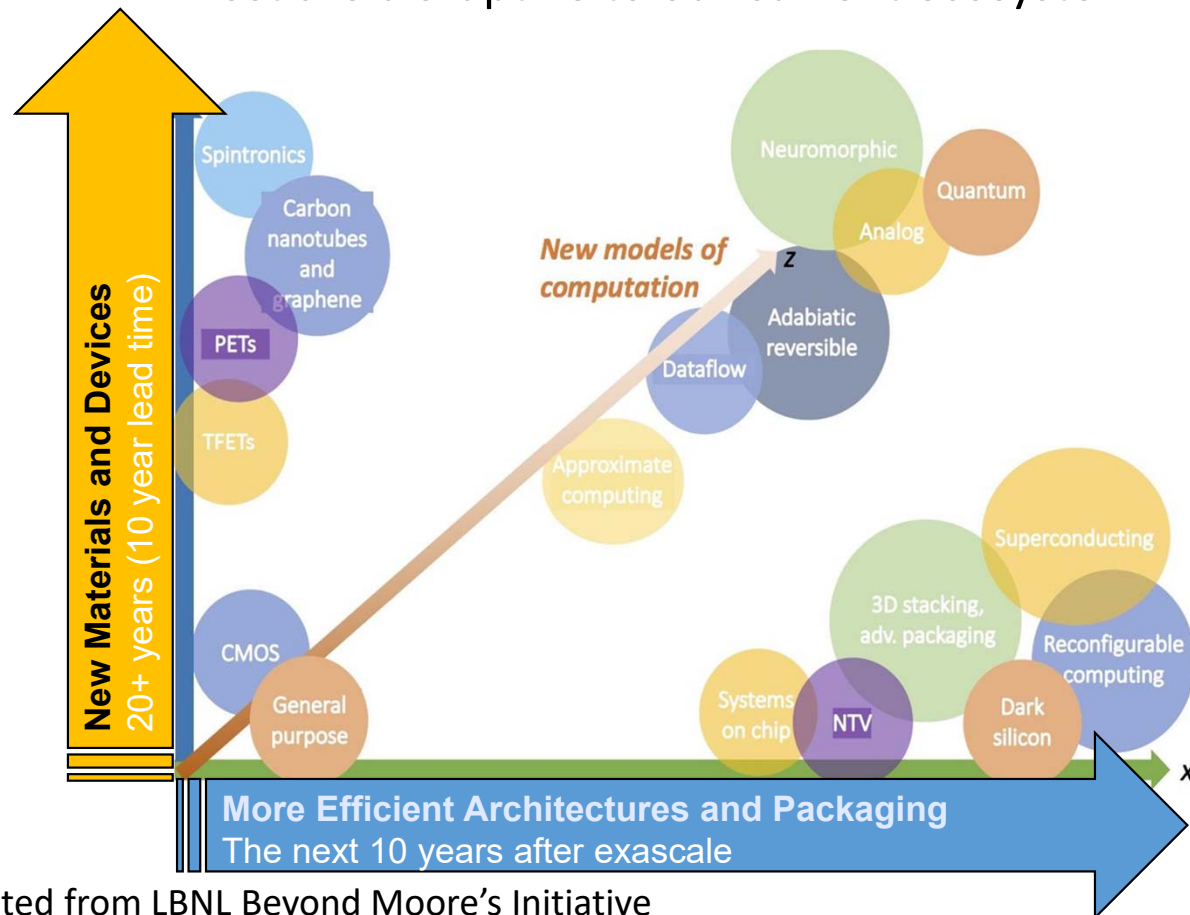 Spintronics
Carbon
nanotubes
and
graphene
PETs
TFETs
CMOS
General
purpose
New Materials and Devices
20+ years (10 year lead time)
New models of
computation
z
Neuromorphic
Quantum
Analog
Adabiatic
reversible
Dataflow
Approximate
computing
Superconducting
3D stacking,
adv. packaging
Reconfigurable
computing
Systems
on chip
NTV
Dark
silicon
x
More Efficient Architectures and Packaging
The next 10 years after exascale
ted from LBNL Beyond Moore's Initiative